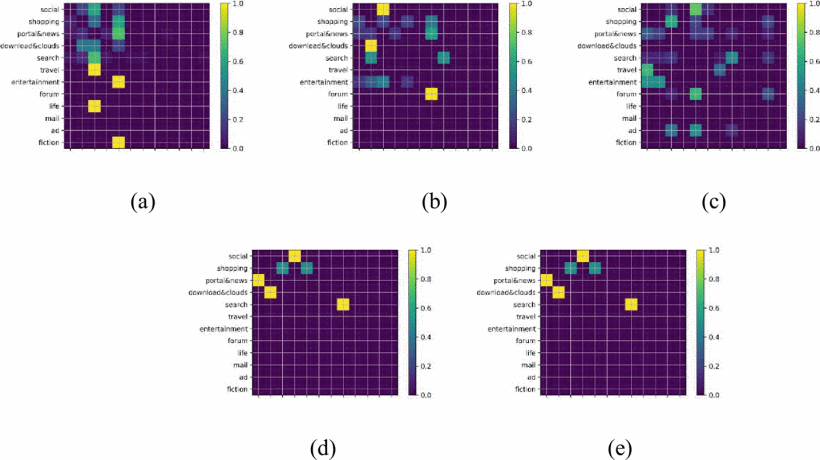 social
shopping
portal&news
download&clouds
search
travel
entertainment
forum
life
mail
ad
fiction
1.0
0.8
0.6
0.4
0.2
0.0
(a)
social
shopping
portal&news
download&clouds
search
travel
entertainment
forum
life
mail
ad
fiction
1.0
0.8
0.6
0.4
0.2
0.0
(b)
social
shopping
portal&news
download&clouds
search
travel
entertainment
forum
life
mail
ad
fiction
1.0
0.8
0.6
0.4
0.2
0.0
(c)
social
shopping
portal&news
download&clouds
search
travel
entertainment
forum
life
mail
ad
fiction
1.0
0.8
0.6
0.4
0.2
0.0
(d)
social
shopping
portal&news
download&clouds
search
travel
entertainment
forum
life
mail
ad
fiction
1.0
0.8
0.6
0.4
0.2
0.0
(e)